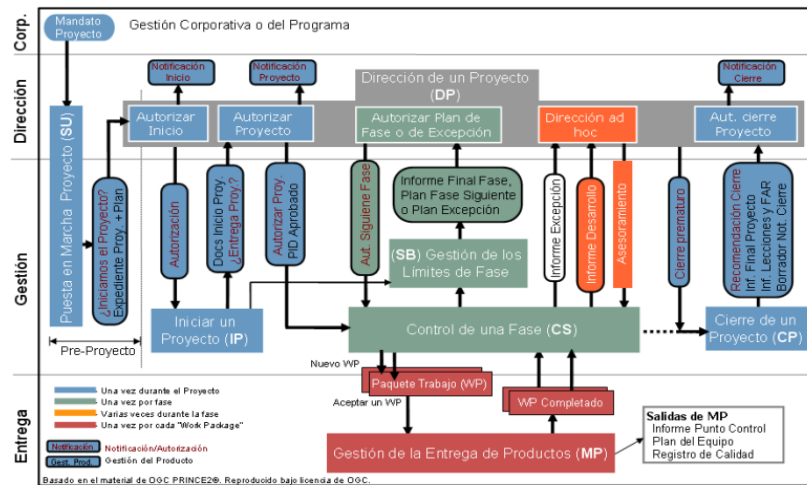 Corp.
Mandato
Proyecto
Gestión Corporativa o del Programa
Dirección
Notificación
Inicio
Notificación
Proyecto
Dirección de un Proyecto
(DP)
Notificación
Cierre
Autorizar
Inicio
Autorizar
Proyecto
Autorizar Plan de
Fase o de Excepción
Dirección ad
hoc
Aut. cierre
Proyecto
Gestión
Puesta en Marcha Proyecto (SU)
¿Iniciamos el Proyecto?
Expediente Proy. + Plan
Autorización
Docs Inicio Proy.
¿Entrega Proy.?
Autorizar Proy.
PID Aprobado
Aut. Siguiene Fase
Informe Final Fase,
Plan Fase Siguiente
o Plan Excepción
Informe Excepción
Informe Desarrollo
Asesoramiento
Cierre prematuro
Recomendación Cierre
Inf. Final Proyecto
Inf. Lecciones y FAR
Borrador Not. Cierre
(SB) Gestión de los
Límites de Fase
Iniciar un
Proyecto (IP)
Control de una Fase (CS)
Cierre de un
Proyecto (CP)
Pre-Proyecto
Entrega
Nuevo WP
Paquete Trabajo (WP)
Aceptar un WP
WP Completado
Gestión de la Entrega de Productos (MP)
Salidas de MP
Informe Punto Control
Plan del Equipo
Registro de Calidad
Una vez durante el Proyecto
Una vez por fase
Varias veces durante la fase
Una vez por cada "Work Package"
Notificación
Notificación/Autorización
Gest. Prod.
Gestión del Producto
Basado en el material de OGC PRINCE2®. Reproducido bajo licencia de OGC.